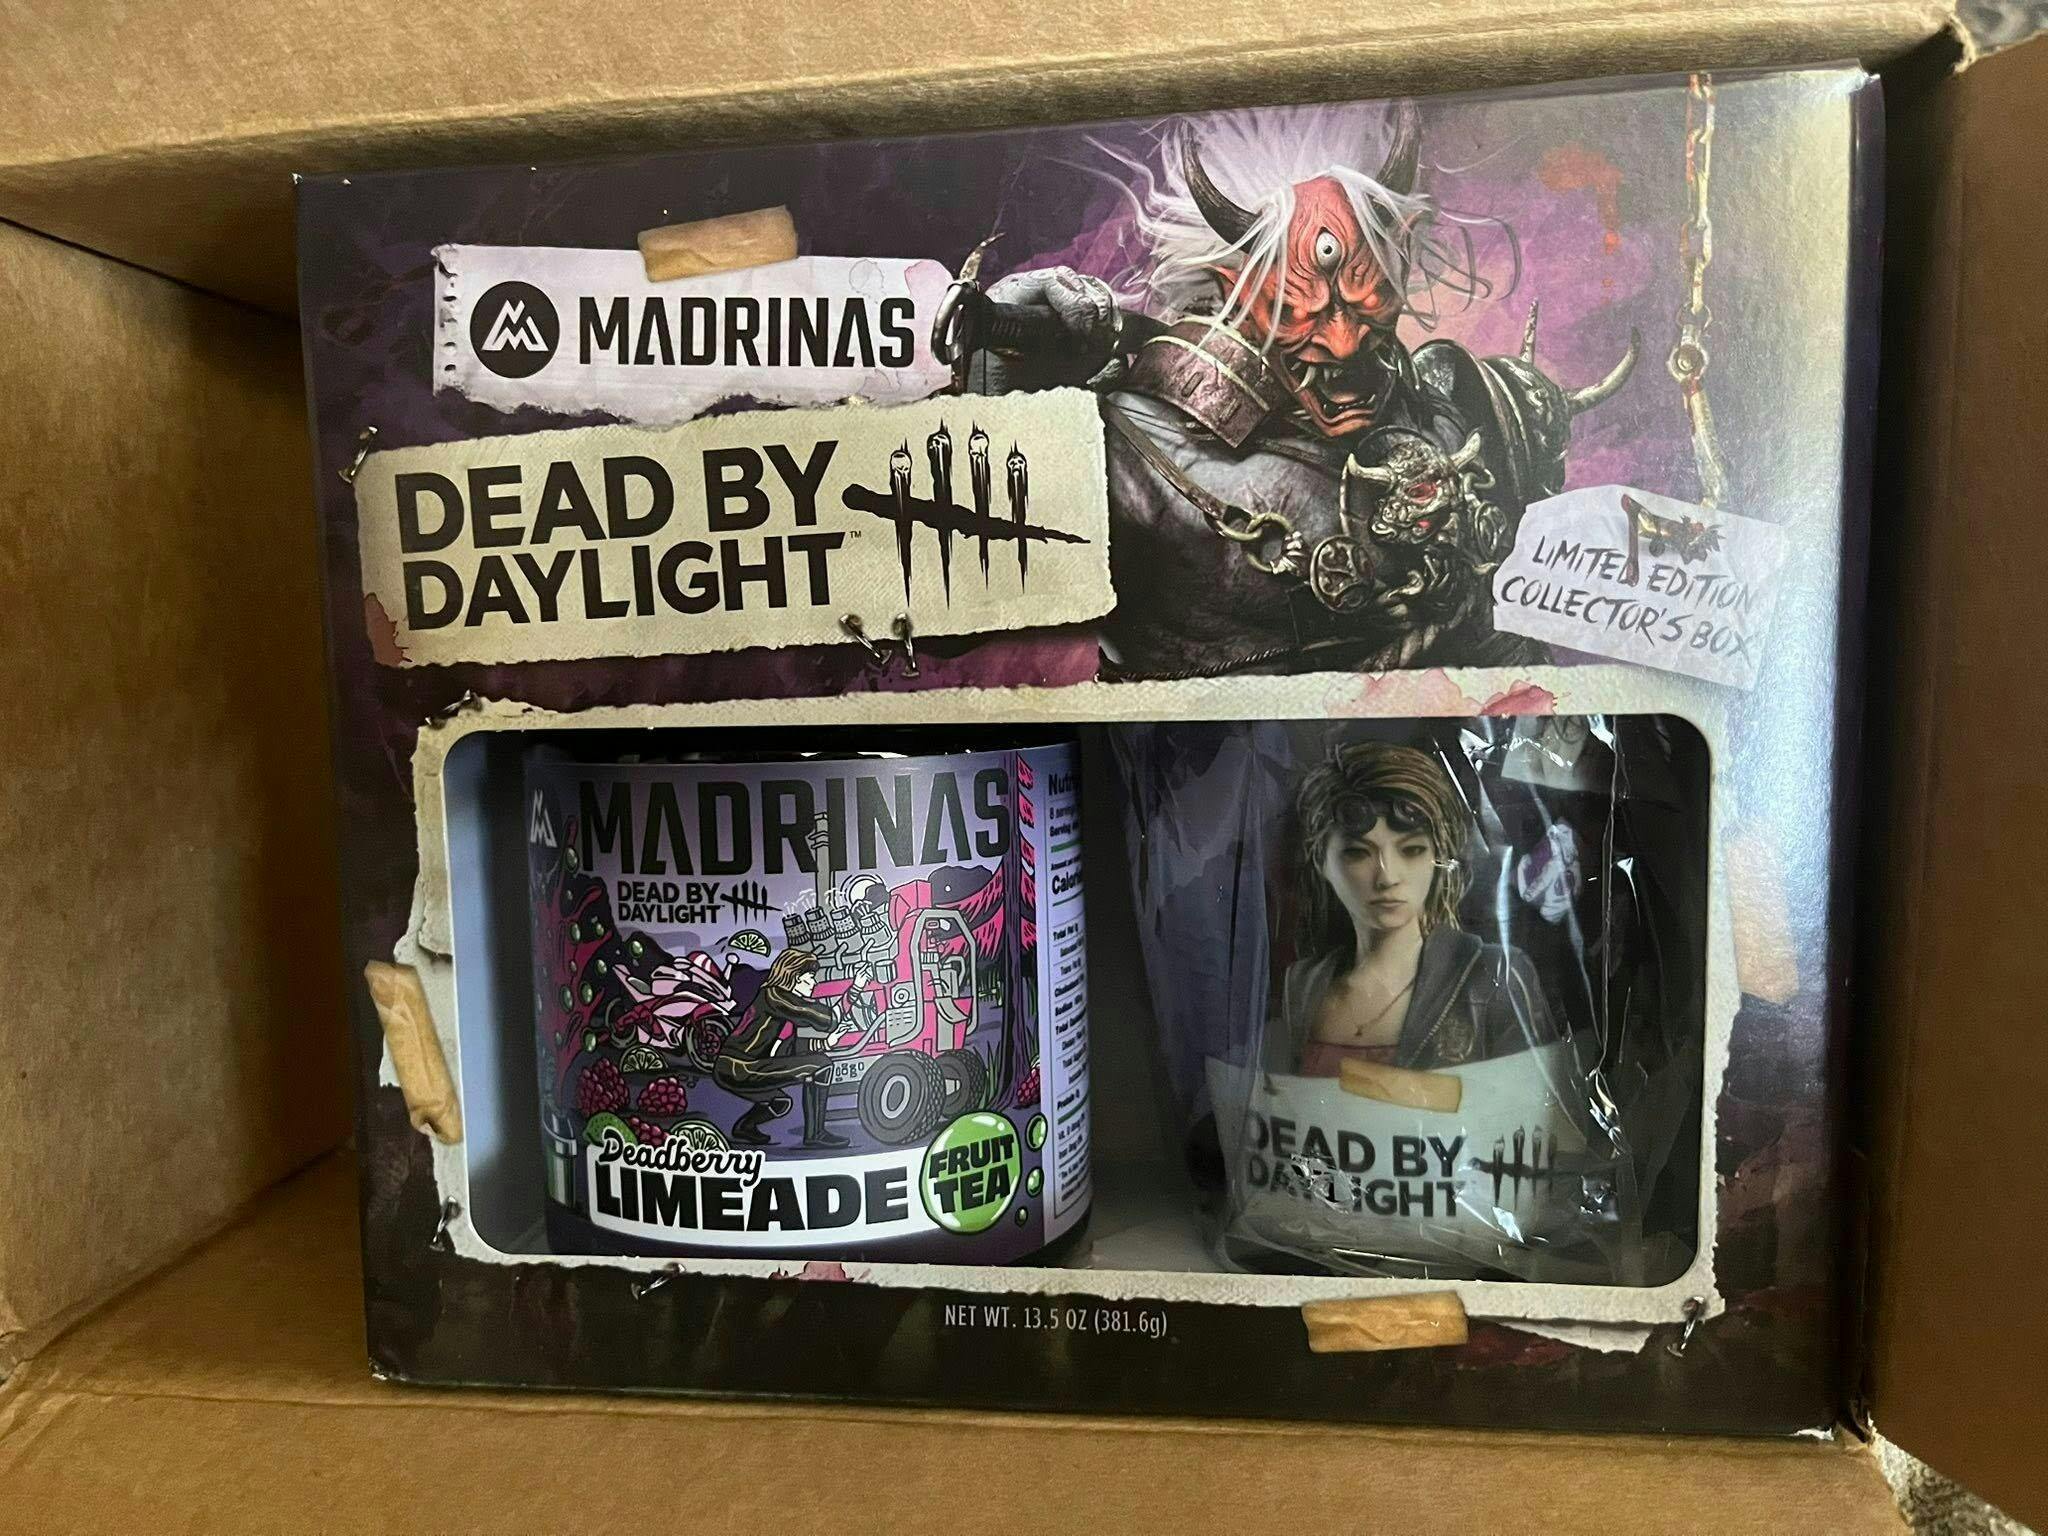 MADRINAS
DEAD BY
DAYLIGHT™
LIMITED EDITION
COLLECTOR'S BOX
MADRINAS
DEAD BY
DAYLIGHT
Deadberry
LIMEADE
FRUIT
TEA
DEAD BY
DAYLIGHT
NET WT. 13.5 OZ (381.6g)